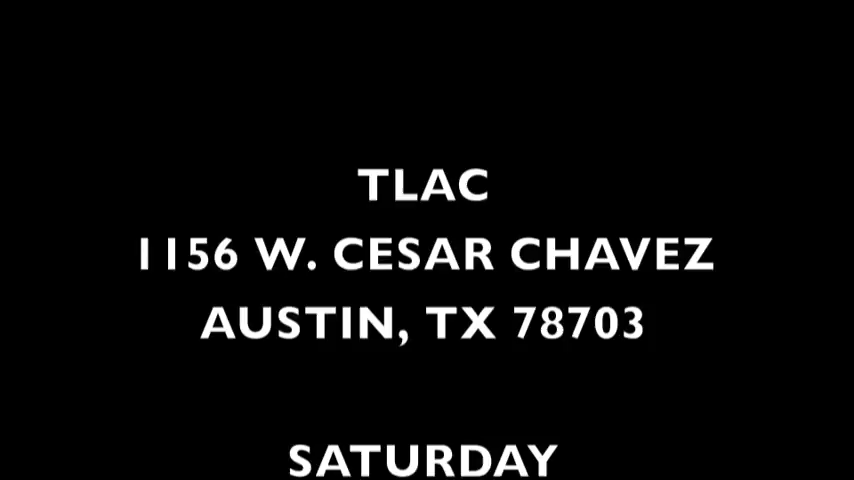 TLAC
1156 W. CESAR CHAVEZ
AUSTIN, TX 78703
SATURDAY